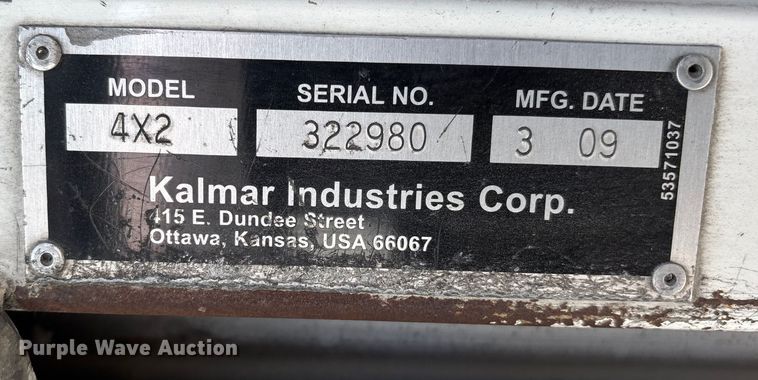 MODEL SERIAL NO. MFG. DATE
4X2 322980 3 09
53571037
Kalmar Industries Corp.
415 E. Dundee Street
Ottawa, Kansas, USA 66067
Purple Wave Auction